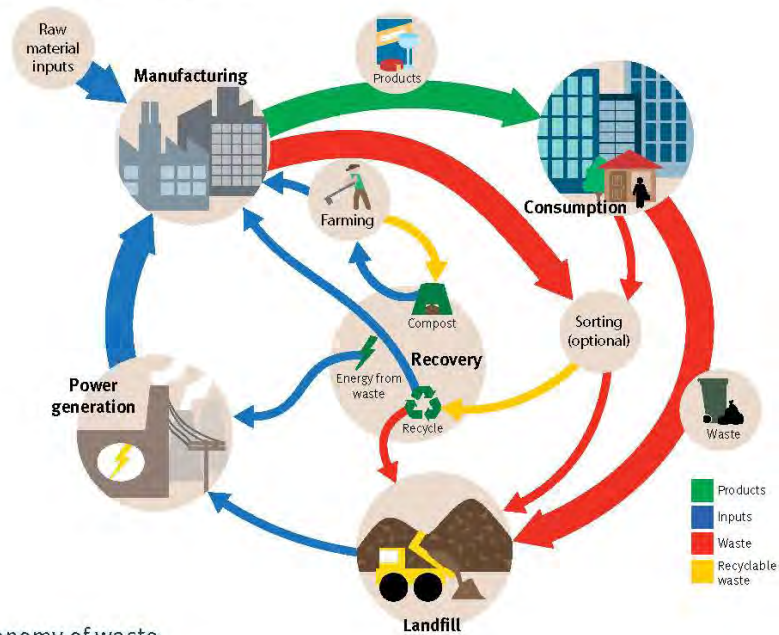 Raw
material
inputs
Manufacturing
Products
Consumption
Farming
Compost
Sorting
(optional)
Recovery
Energy from
waste
Recycle
Power
generation
Waste
Products
Inputs
Waste
Recyclable
waste
Landfill